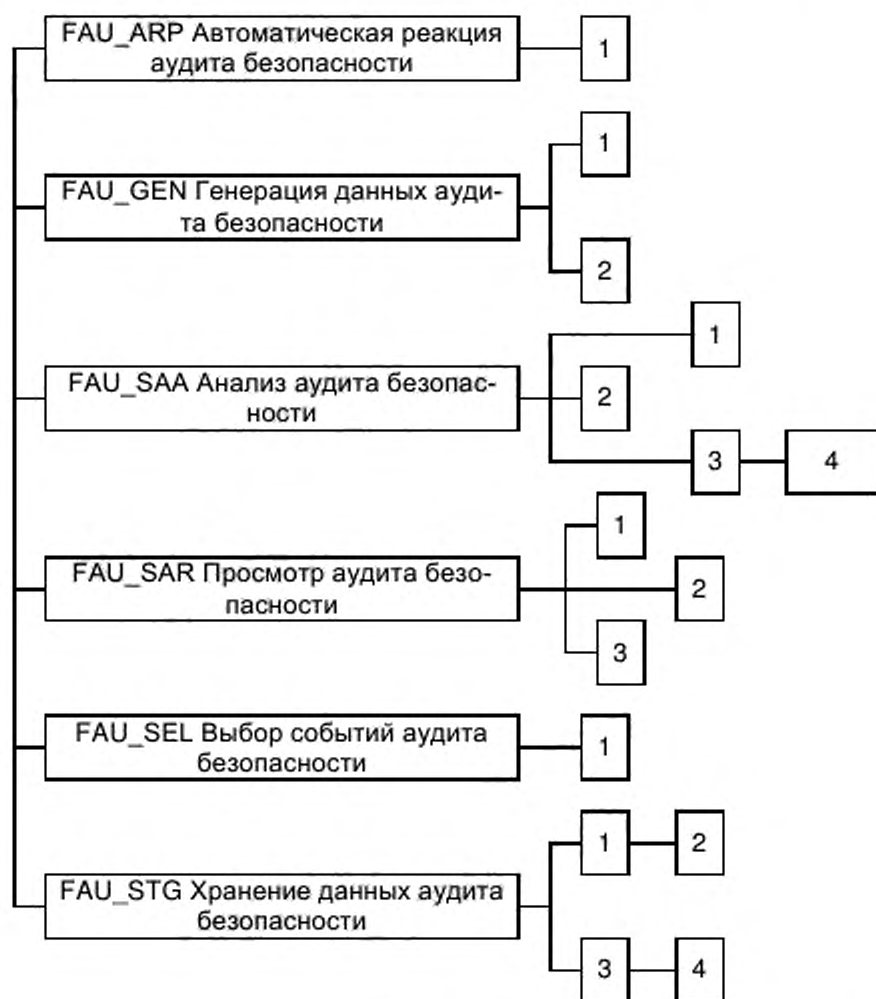 FAU_ARP Автоматическая реакция
аудита безопасности
1
1
FAU_GEN Генерация данных ауди-
та безопасности
2
1
FAU_SAA Анализ аудита безопас-
ности
2
3
4
1
FAU_SAR Просмотр аудита безо-
пасности
2
3
FAU_SEL Выбор событий аудита
безопасности
1
1
2
FAU_STG Хранение данных аудита
безопасности
3
4